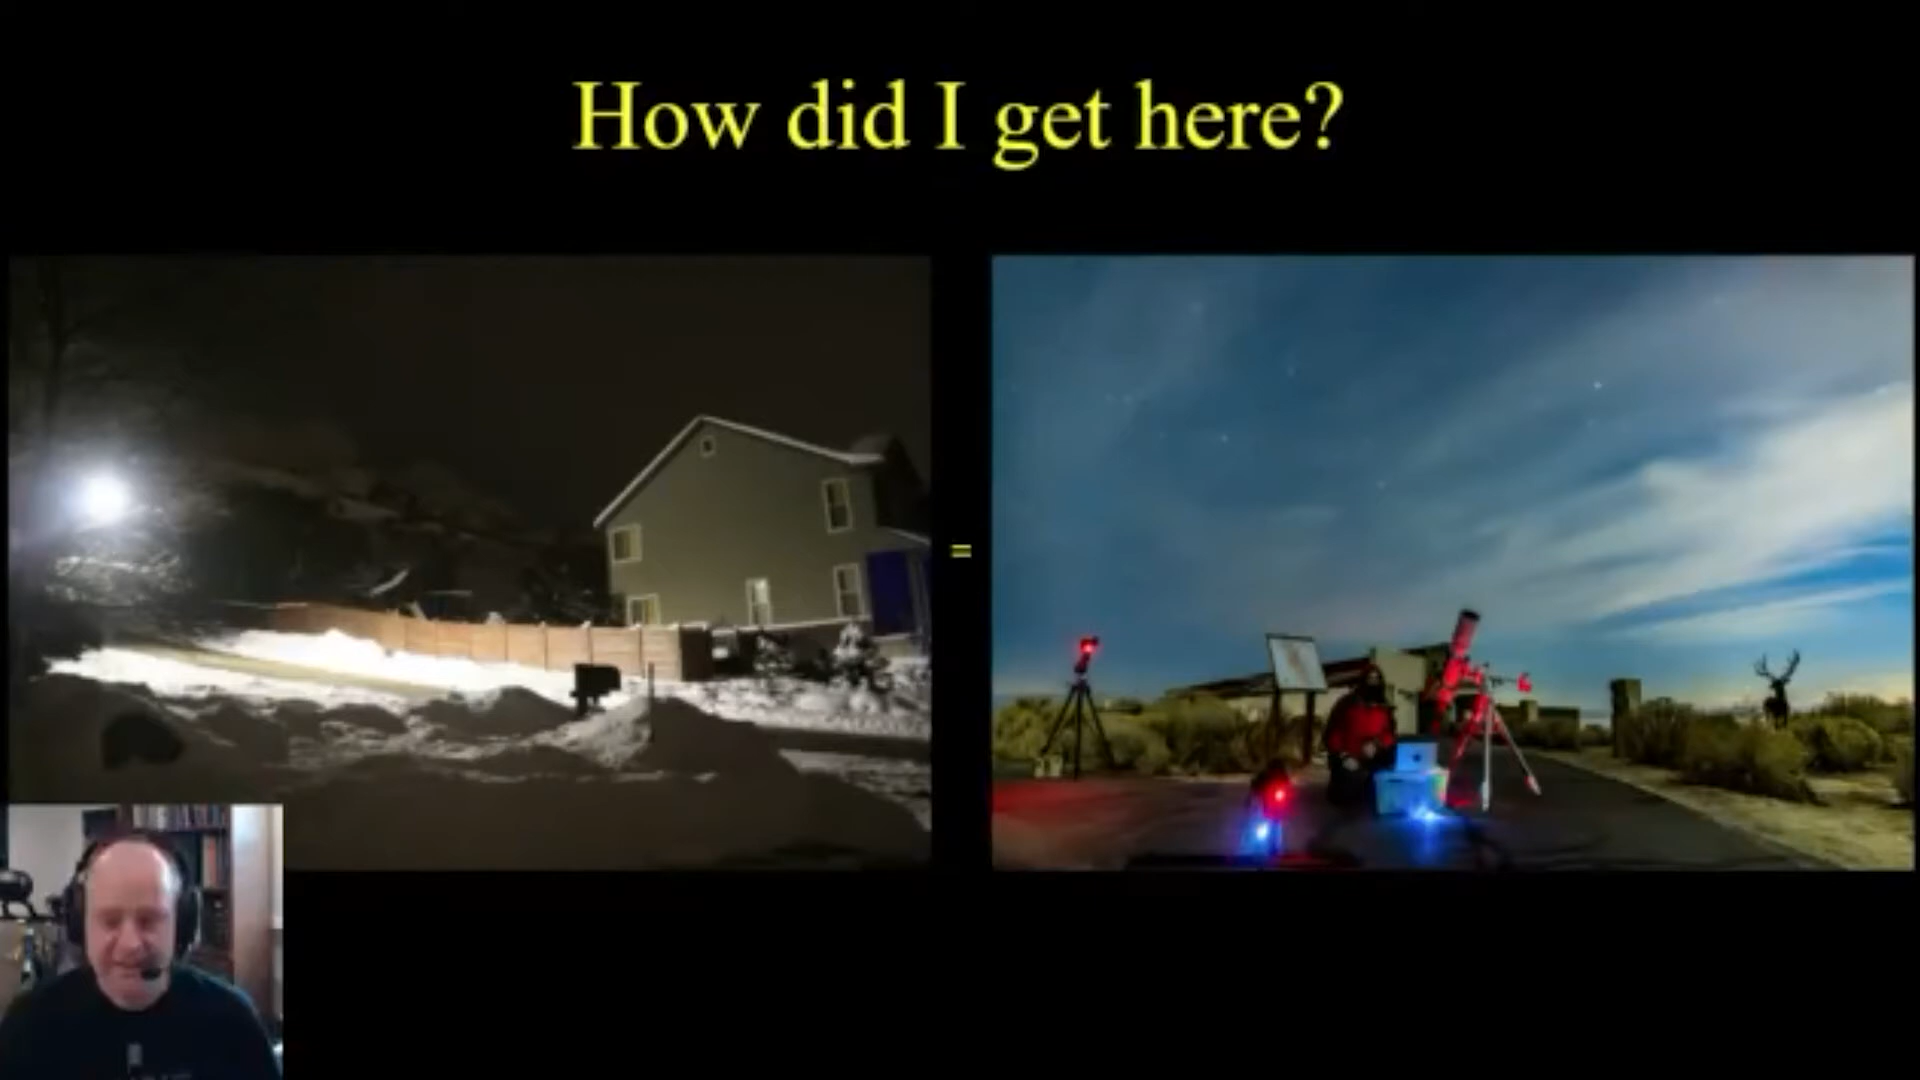 How did I get here?
=